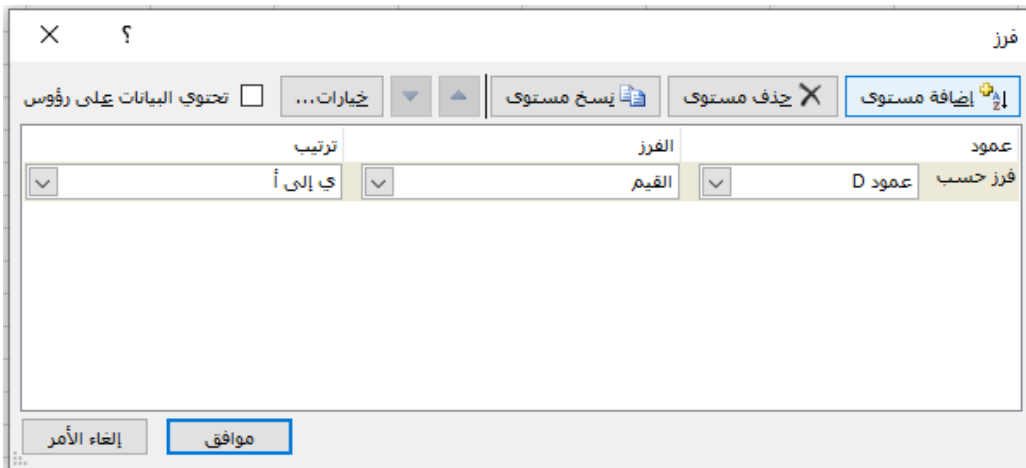 فرز ؟
إضافة مستوى حذف مستوى نسخ مستوى خيارات... تحتوي البيانات على رؤوس
عمود الفرز ترتيب
فرز حسب عمود D القيم ي إلى أ
موافق إلغاء الأمر